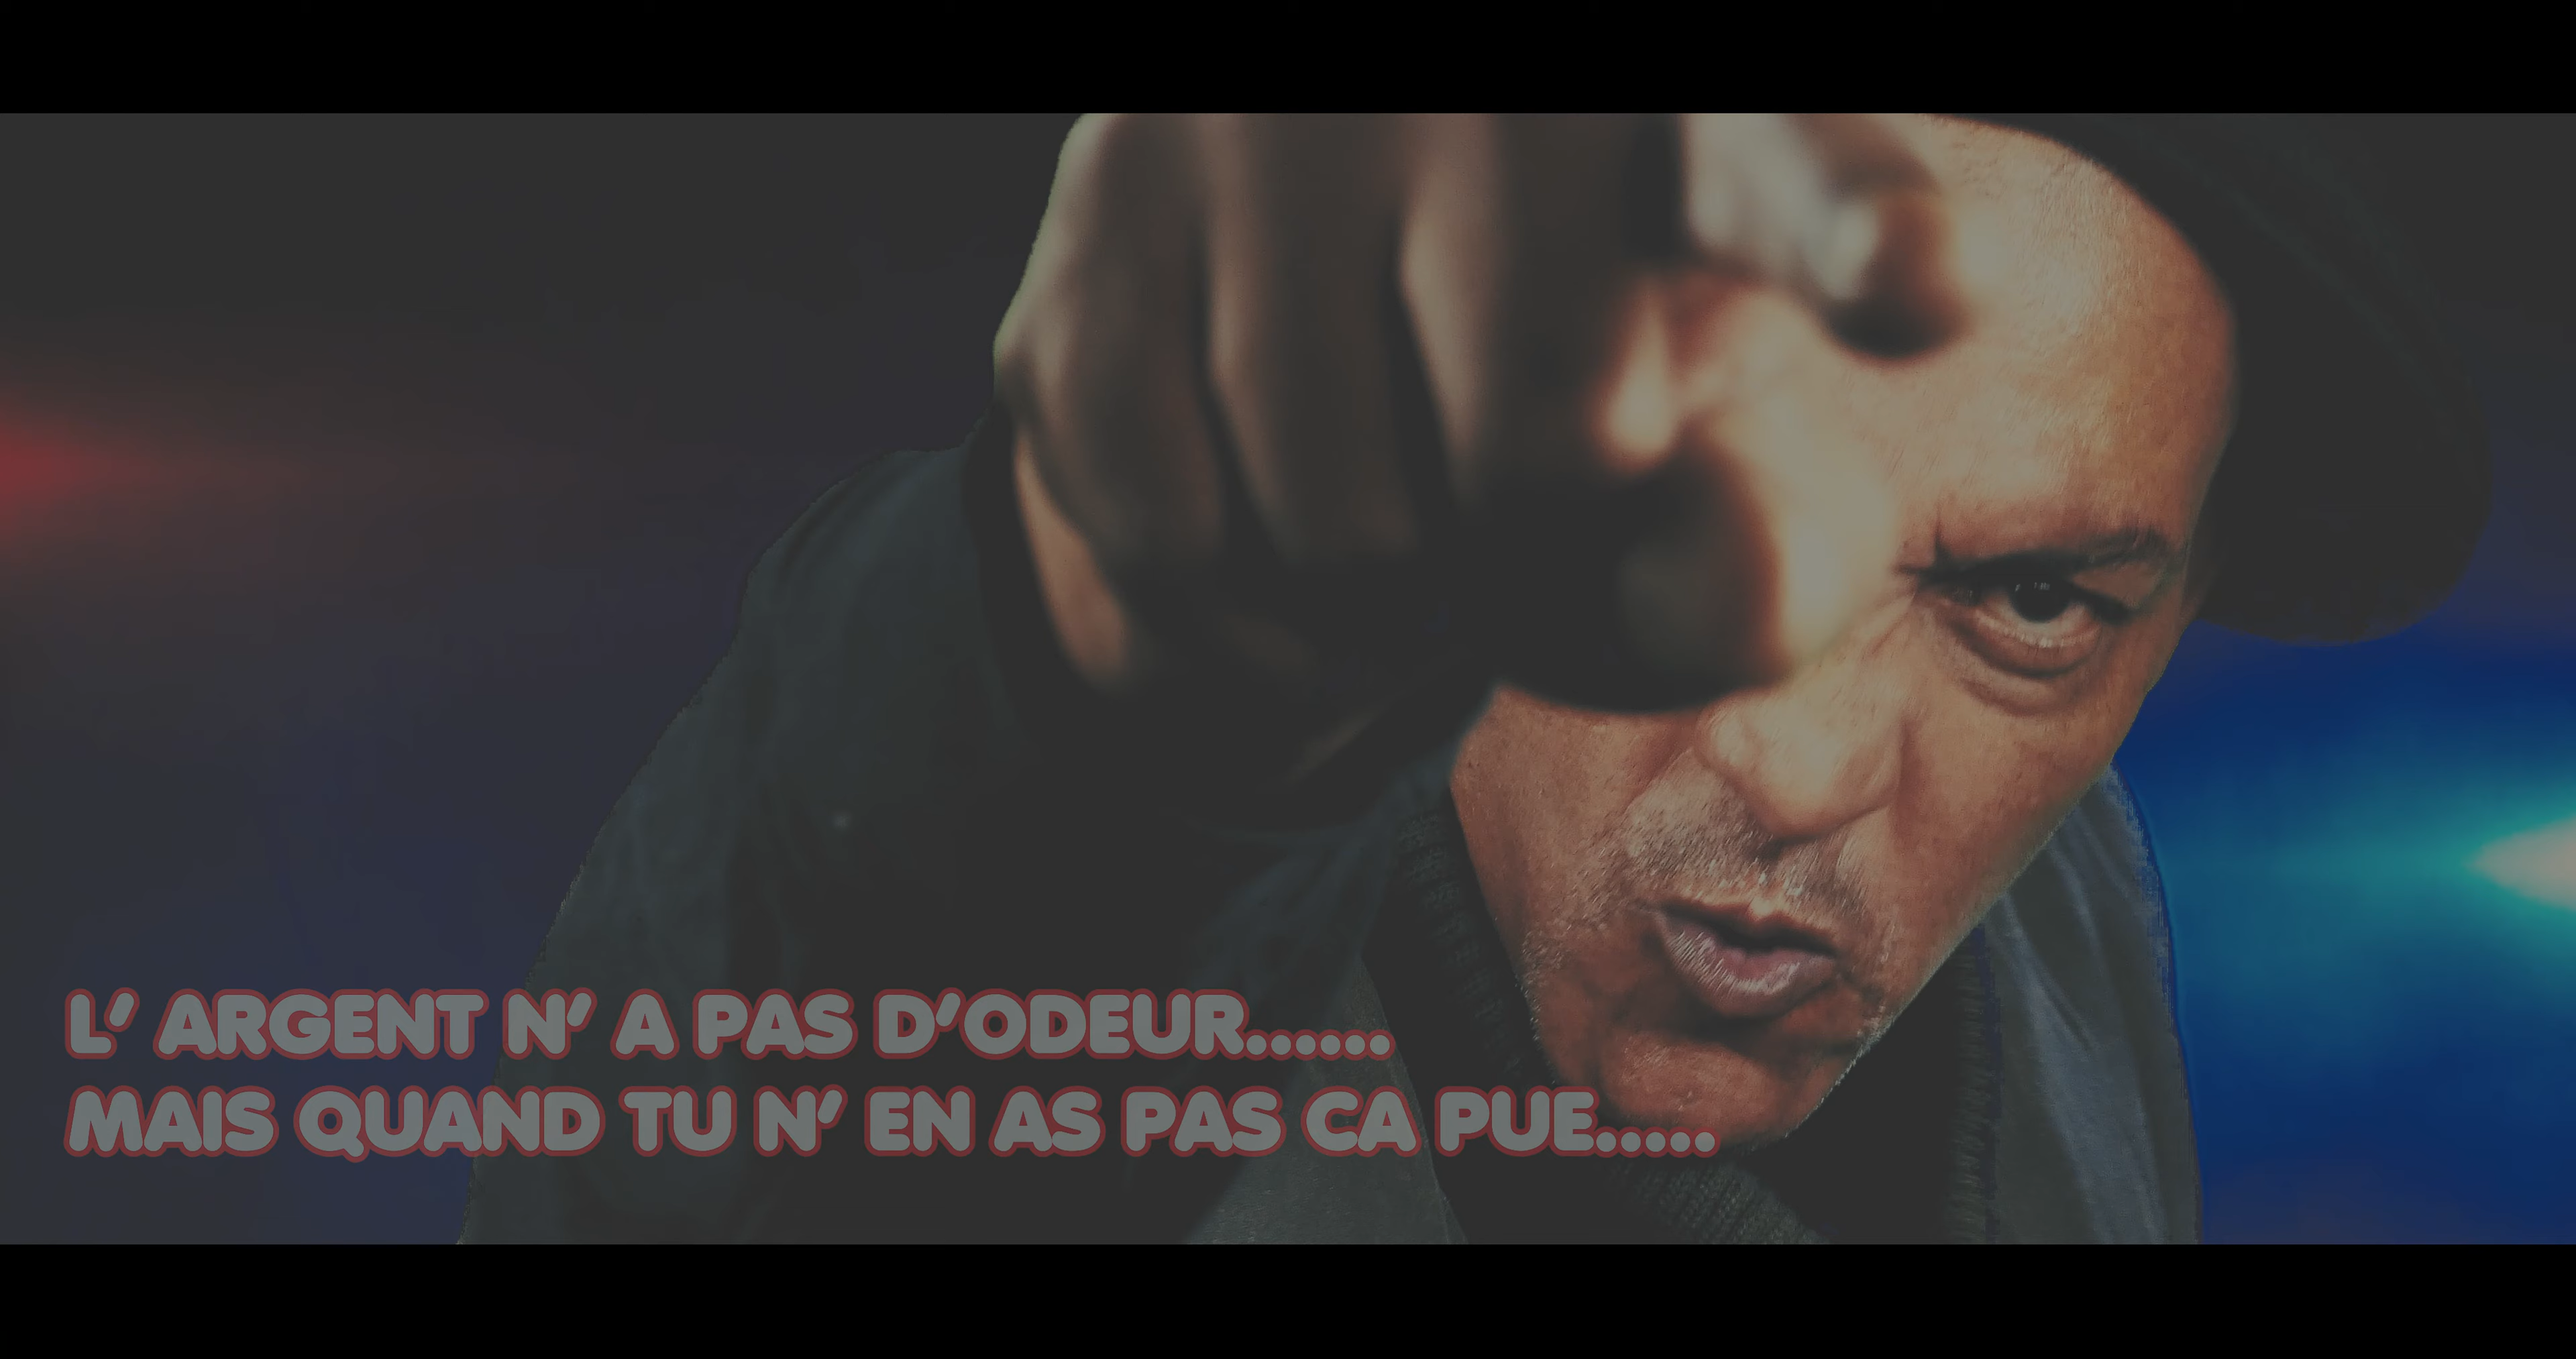 L' ARGENT N' A PAS D'ODEUR......
MAIS QUAND TU N' EN AS PAS CA PUE.....